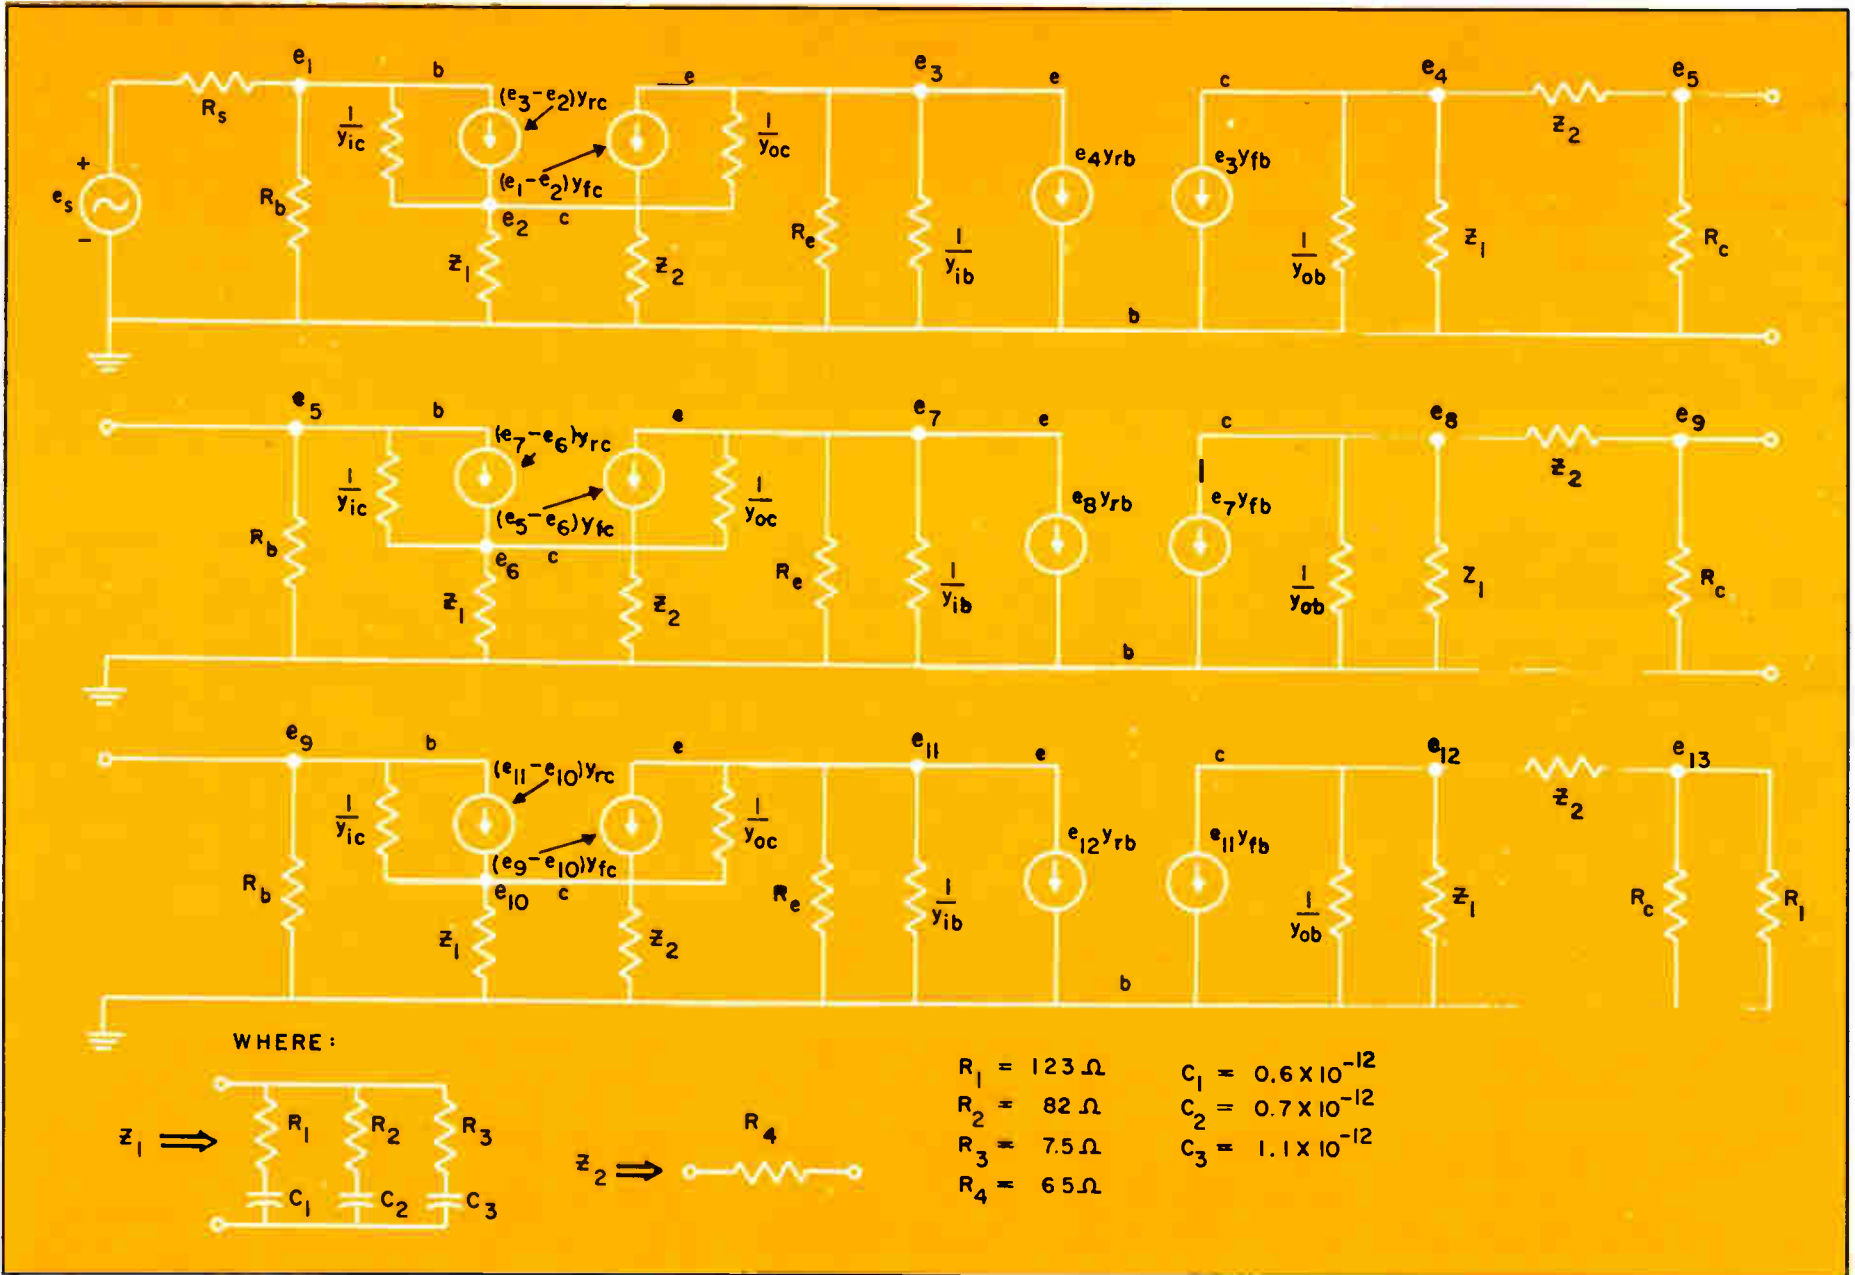 e₁ b (e₃−e₂)yrc e e₃ e c e₄ e₅
Rₛ 1/yic 1/yoc Z₂
+ eₛ − Rb (e₁−e₂)yfc e₄yrb e₃yfb
e₂ c Rₑ 1/yib 1/yob Z₁ Rc
Z₁ Z₂ b
e₅ b (e₇−e₆)yrc e e₇ e c e₈ e₉
1/yic 1/yoc Z₂
Rb (e₅−e₆)yfc e₈yrb e₇yfb
e₆ c Rₑ 1/yib 1/yob Z₁ Rc
Z₁ Z₂ b
e₉ b (e₁₁−e₁₀)yrc e e₁₁ e c e₁₂ e₁₃
1/yic 1/yoc Z₂
Rb (e₉−e₁₀)yfc e₁₂yrb e₁₁yfb
e₁₀ c Rₑ 1/yib 1/yob Z₁ Rc Rl
Z₁ Z₂ b
WHERE:
Z₁ ⇒ R₁ R₂ R₃
C₁ C₂ C₃
Z₂ ⇒ R₄
R₁ = 123 Ω C₁ = 0.6 X 10⁻¹²
R₂ = 82 Ω C₂ = 0.7 X 10⁻¹²
R₃ = 7.5 Ω C₃ = 1.1 X 10⁻¹²
R₄ = 65 Ω